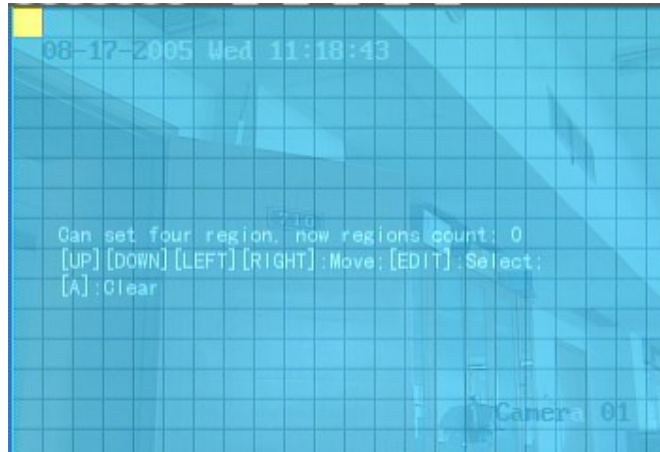 08-17-2005 Wed 11:18:43
Can set four region, now regions count: 0
[UP][DOWN][LEFT][RIGHT]:Move;[EDIT]:Select;
[A]:Clear
Camera 01